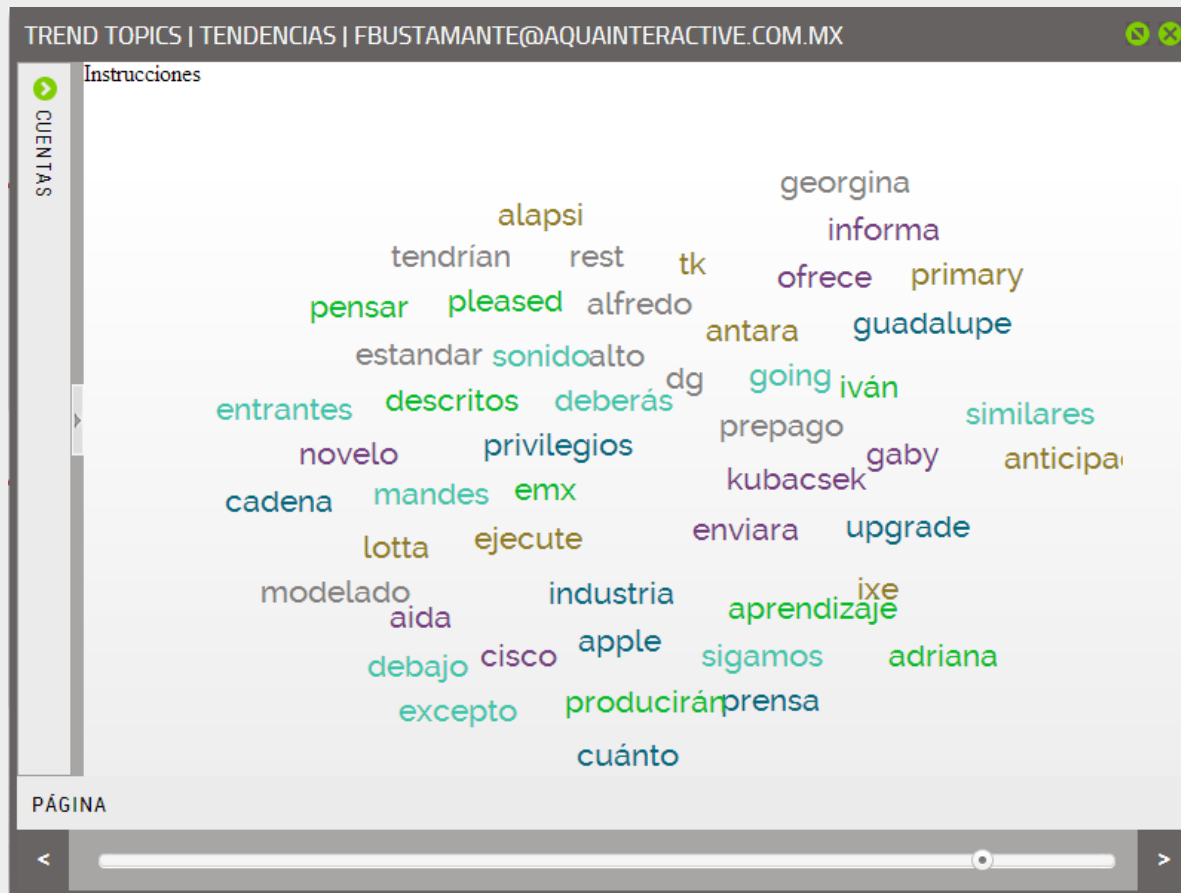 TREND TOPICS | TENDENCIAS | FBUSTAMANTE@AQUAINTERACTIVE.COM.MX
Instrucciones
CUENTAS
georgina
alapsi
informa
tendrían rest tk
ofrece primary
pensar pleased alfredo
antara guadalupe
estandar sonido alto
dg going iván
entrantes descritos deberás
similares
prepago
novelo privilegios
gaby anticipa
kubacsek
cadena mandes emx
enviara upgrade
lotta ejecute
modelado industria ixe
aprendizaje
aida
cisco apple
debajo sigamos adriana
excepto producirán prensa
cuánto
PÁGINA
< >